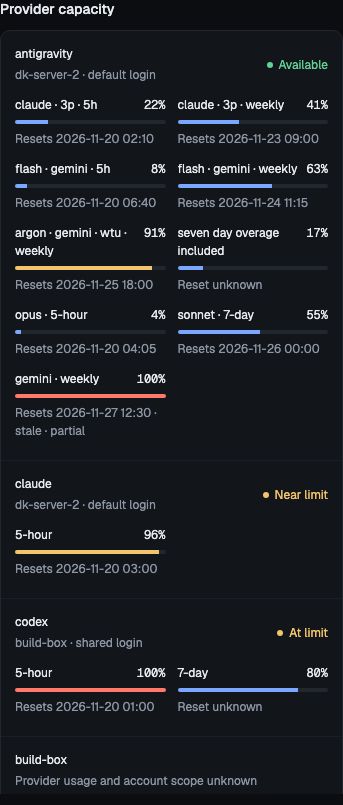 Provider capacity
antigravity
dk-server-2 · default login
Available
claude · 3p · 5h 22%
Resets 2026-11-20 02:10
claude · 3p · weekly 41%
Resets 2026-11-23 09:00
flash · gemini · 5h 8%
Resets 2026-11-20 06:40
flash · gemini · weekly 63%
Resets 2026-11-24 11:15
argon · gemini · wtu · 91%
weekly
Resets 2026-11-25 18:00
seven day overage 17%
included
Reset unknown
opus · 5-hour 4%
Resets 2026-11-20 04:05
sonnet · 7-day 55%
Resets 2026-11-26 00:00
gemini · weekly 100%
Resets 2026-11-27 12:30 ·
stale · partial
claude
dk-server-2 · default login
Near limit
5-hour 96%
Resets 2026-11-20 03:00
codex
build-box · shared login
At limit
5-hour 100%
Resets 2026-11-20 01:00
7-day 80%
Reset unknown
build-box
Provider usage and account scope unknown